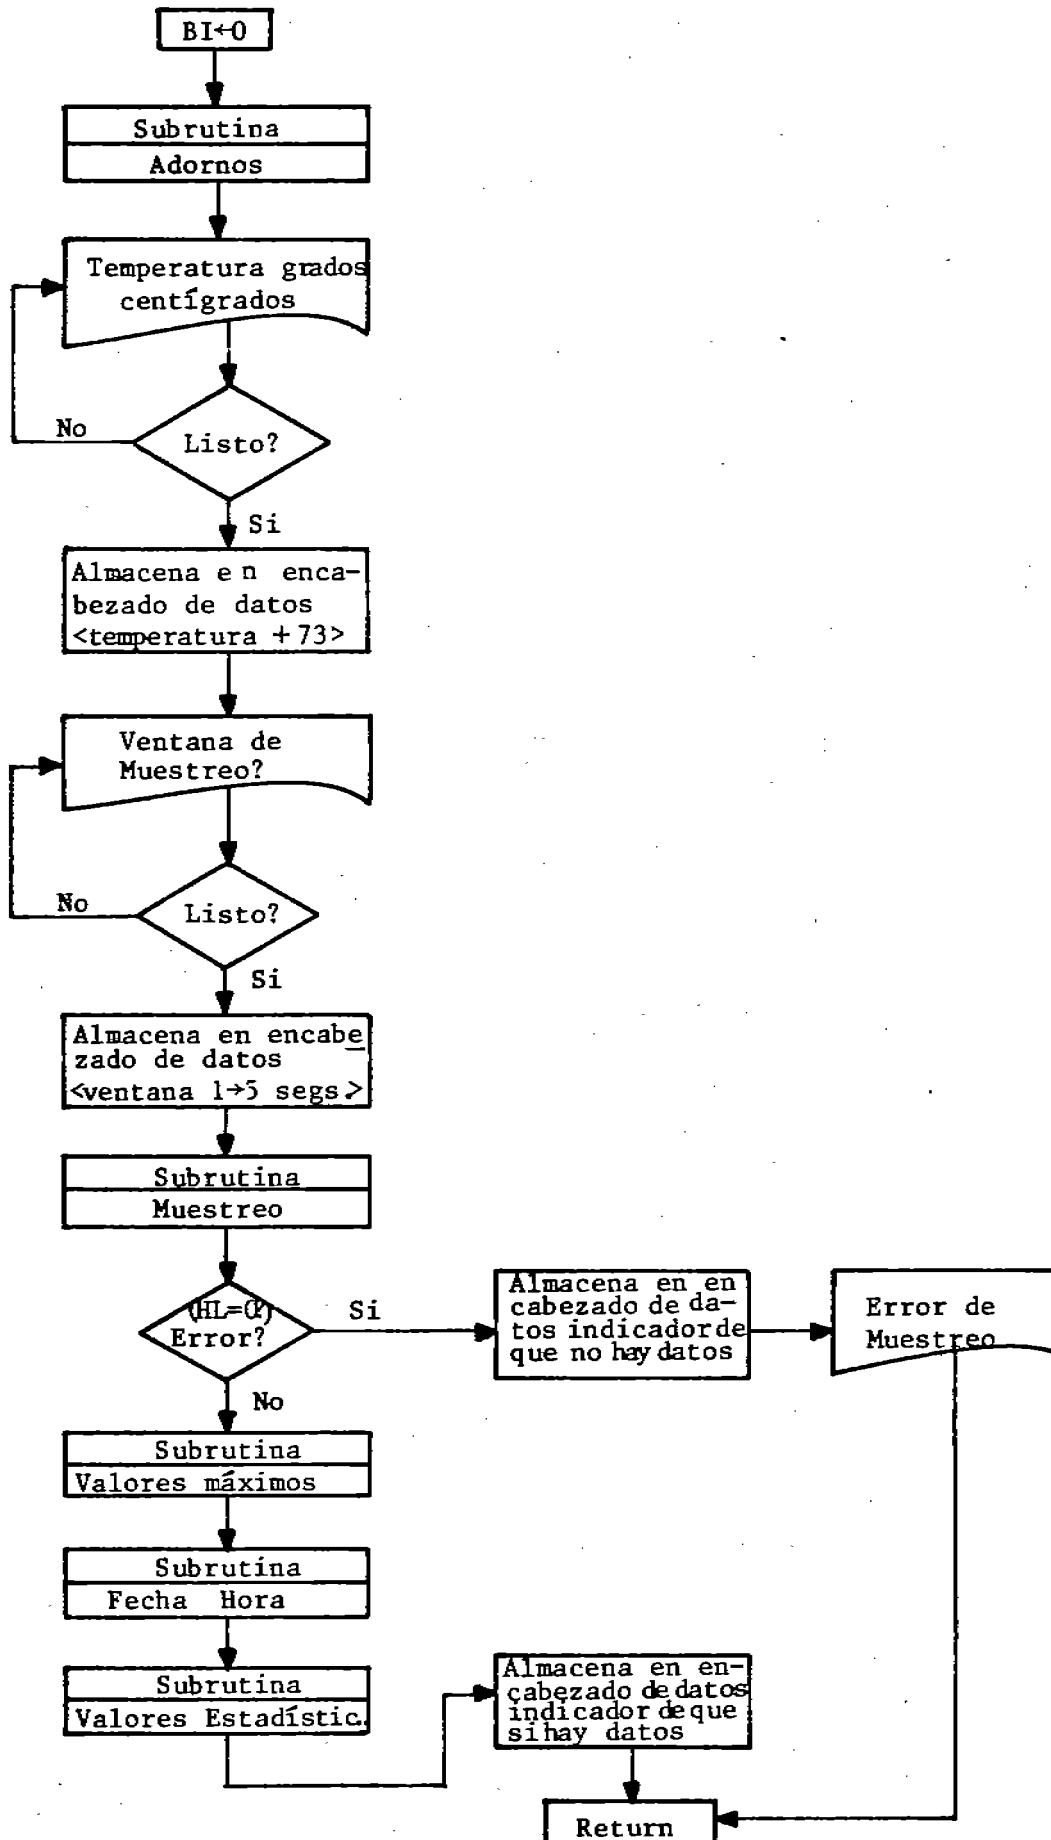 BI←0
Subrutina
Adornos
Temperatura grados
centígrados
No
Listo?
Si
Almacena en enca-
bezado de datos
<temperatura +73>
Ventana de
Muestreo?
No
Listo?
Si
Almacena en encabe
zado de datos
<ventana 1→5 segs.>
Subrutina
Muestreo
(HL=0?)
Error?
Si
Almacena en en
cabezado de da-
tos indicador de
que no hay datos
Error de
Muestreo
No
Subrutina
Valores máximos
Subrutina
Fecha Hora
Subrutina
Valores Estadístic.
Almacena en en-
cabezado de datos
indicador de que
si hay datos
Return